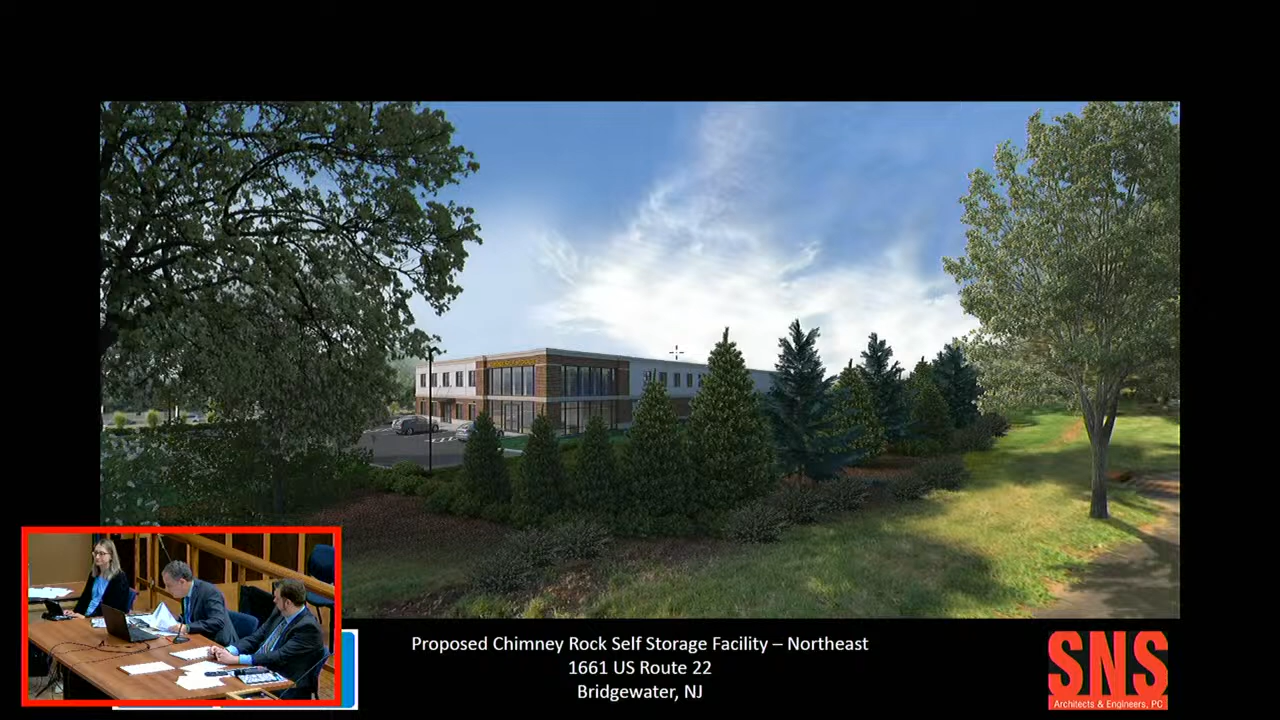 Proposed Chimney Rock Self Storage Facility – Northeast
1661 US Route 22
Bridgewater, NJ
SNS
Architects & Engineers, PC